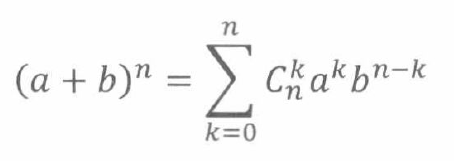 (a + b)^n = \sum_{k=0}^{n} C_n^k a^k b^{n-k}